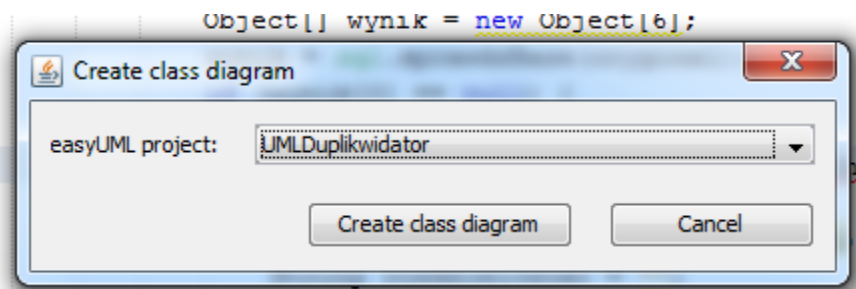 Object[] wynik = new Object[6];
Create class diagram
easyUML project: UMLDuplikwidator
Create class diagram Cancel